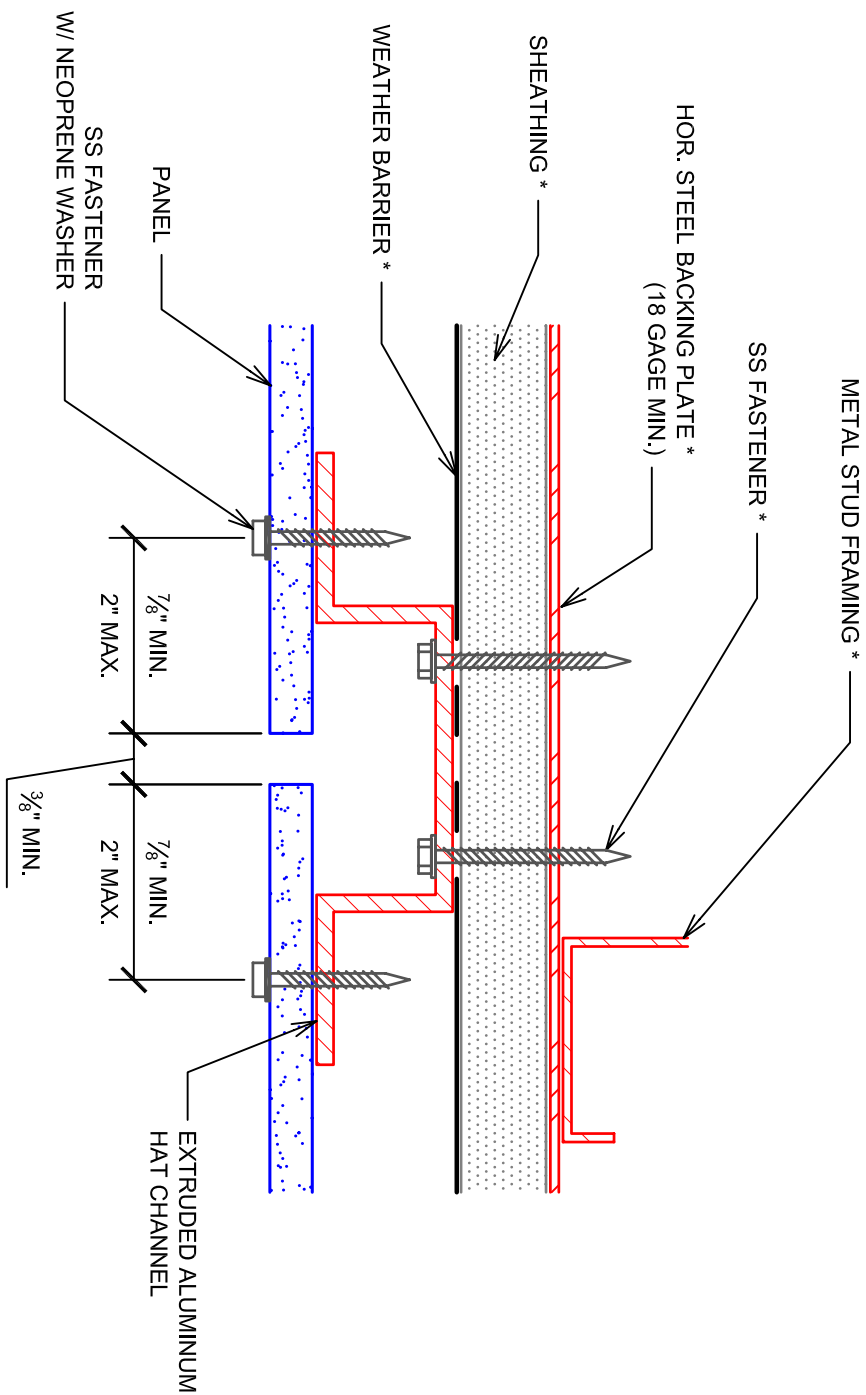 METAL STUD FRAMING *
SS FASTENER *
HOR. STEEL BACKING PLATE *
(18 GAGE MIN.)
SHEATHING *
WEATHER BARRIER *
PANEL
SS FASTENER
W/ NEOPRENE WASHER
⅞" MIN.
2" MAX.
⅜" MIN.
⅞" MIN.
2" MAX.
EXTRUDED ALUMINUM
HAT CHANNEL